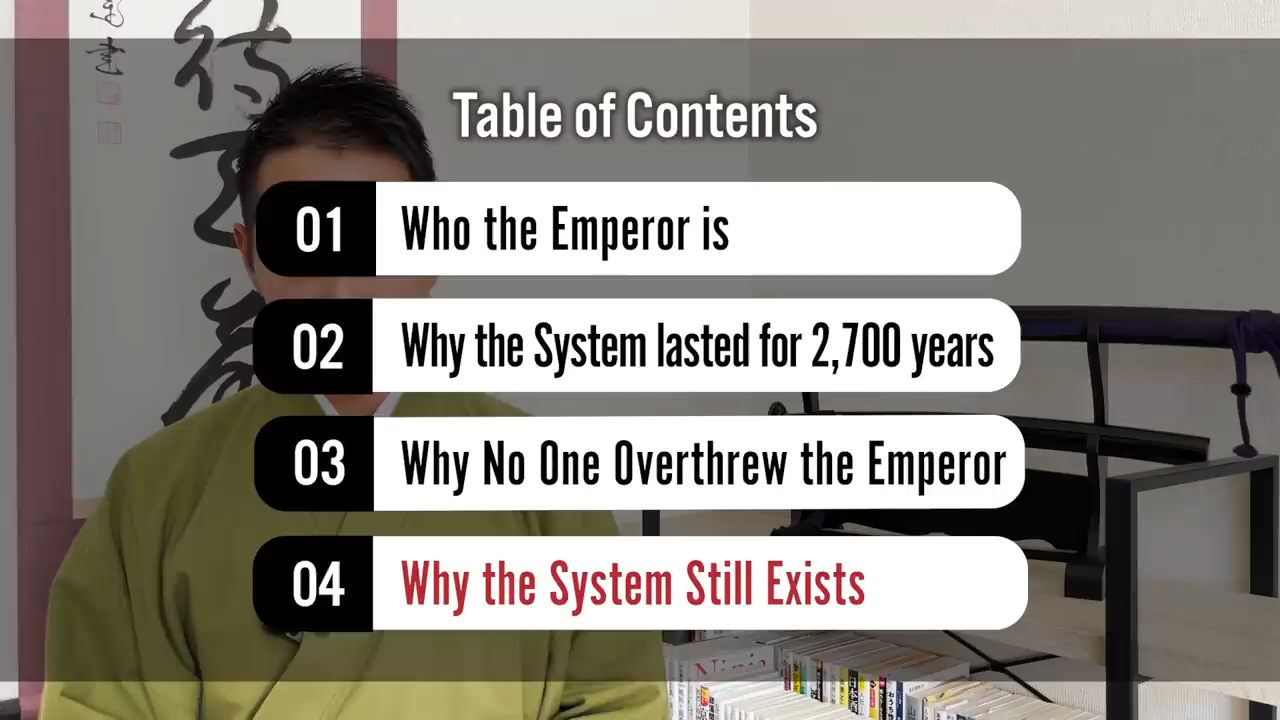 Table of Contents
01 Who the Emperor is
02 Why the System lasted for 2,700 years
03 Why No One Overthrew the Emperor
04 Why the System Still Exists